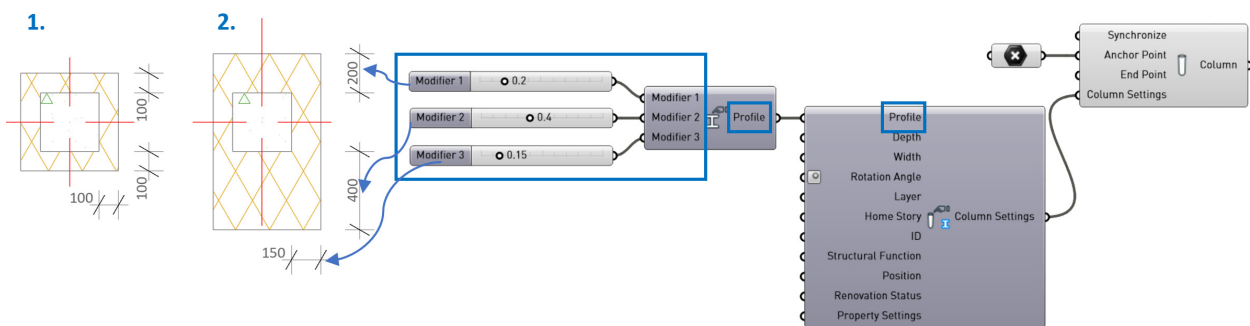 1.
2.
100
100
100
200
400
150
Modifier 1
0.2
Modifier 2
0.4
Modifier 3
0.15
Modifier 1
Modifier 2
Modifier 3
Profile
Profile
Depth
Width
Rotation Angle
Layer
Home Story
ID
Structural Function
Position
Renovation Status
Property Settings
Column Settings
Synchronize
Anchor Point
End Point
Column Settings
Column